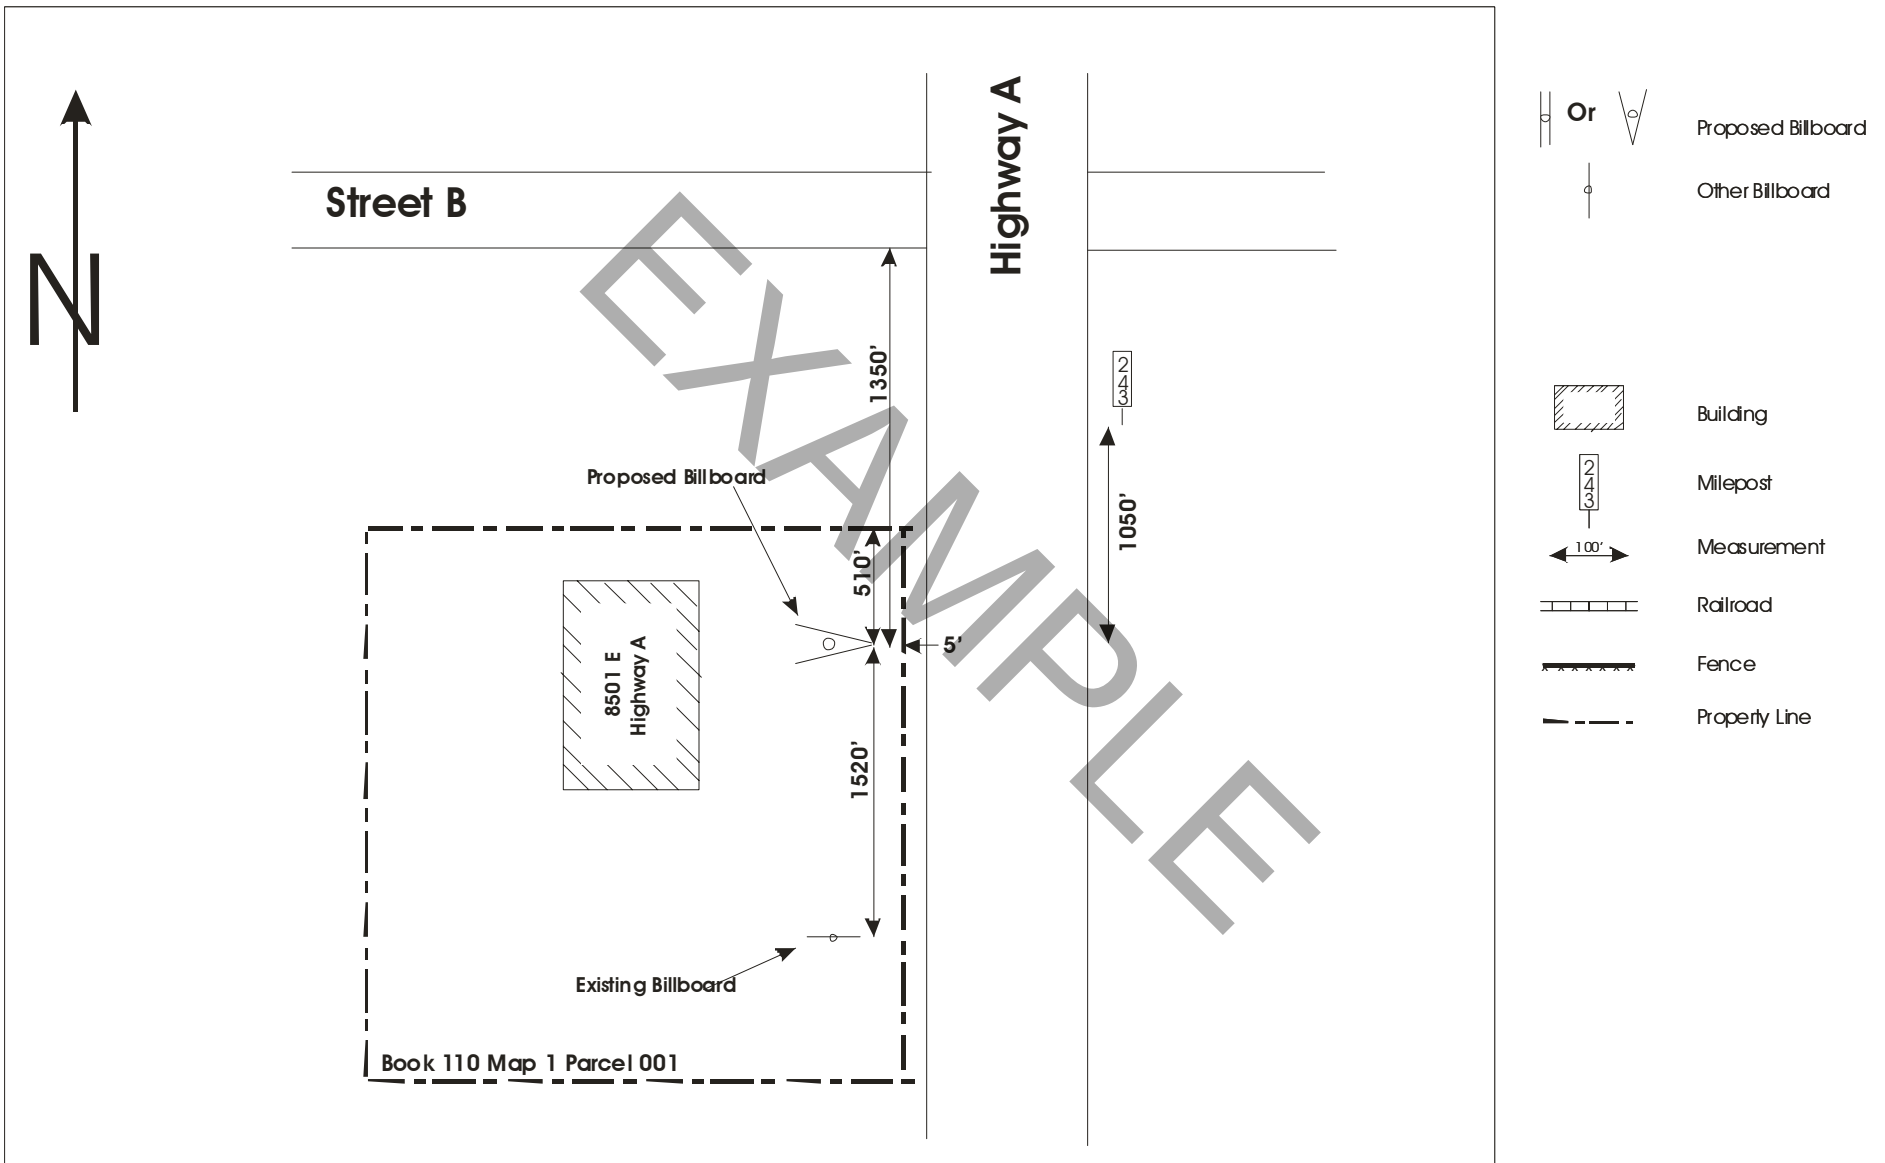 N
Street B
Highway A
1350'
2
4
3
Proposed Billboard
1050'
510'
5'
8501 E
Highway A
1520'
Existing Billboard
Book 110 Map 1 Parcel 001
EXAMPLE
Or
Proposed Billboard
Other Billboard
Building
2
4
3
Milepost
100'
Measurement
Railroad
Fence
Property Line